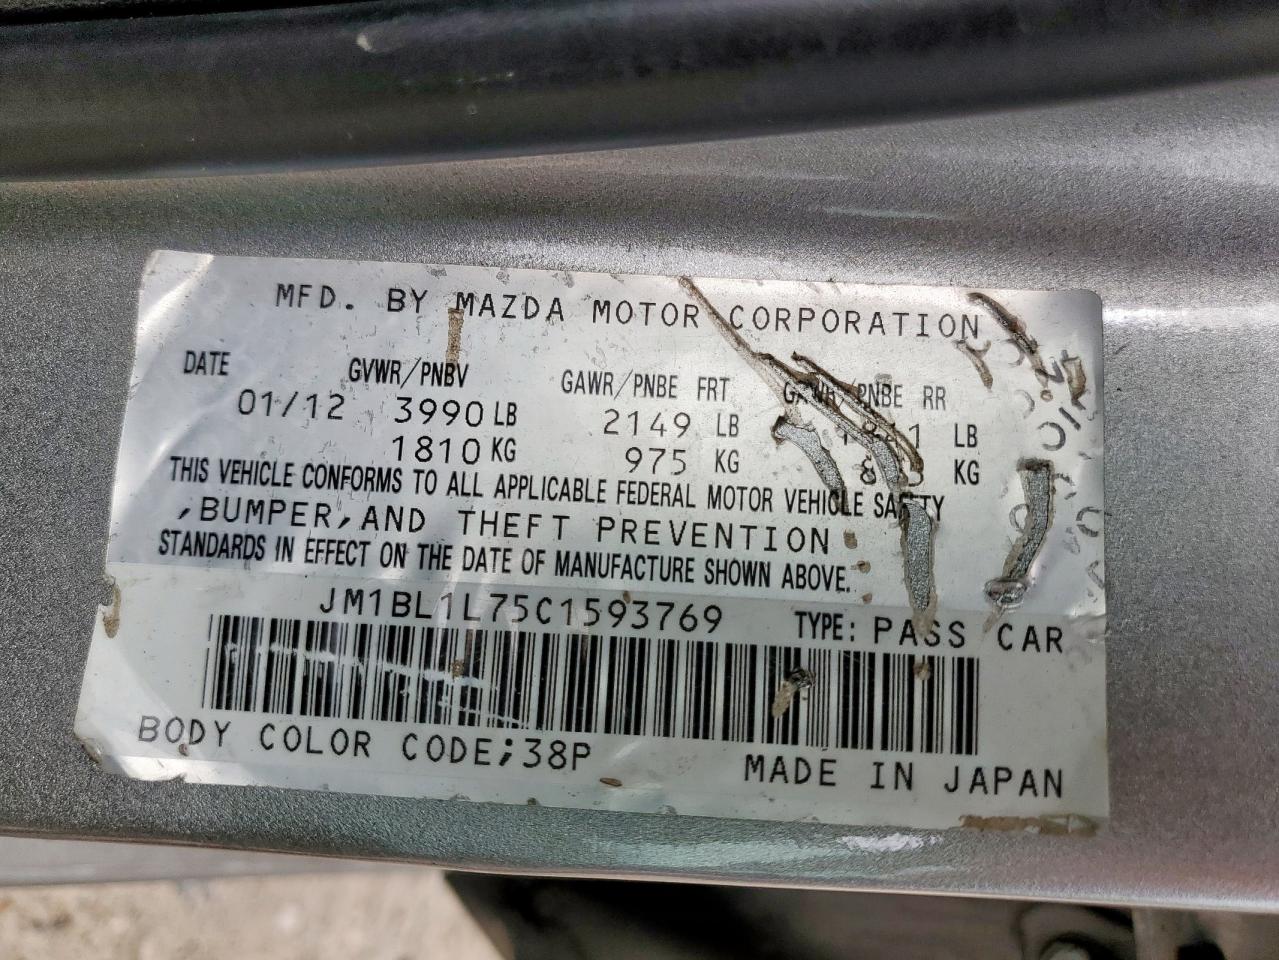 MFD. BY MAZDA MOTOR CORPORATION
DATE GVWR/PNBV GAWR/PNBE FRT GAWR/PNBE RR
01/12 3990 LB 2149 LB LB
1810 KG 975 KG KG
THIS VEHICLE CONFORMS TO ALL APPLICABLE FEDERAL MOTOR VEHICLE SAFETY
,BUMPER,AND THEFT PREVENTION
STANDARDS IN EFFECT ON THE DATE OF MANUFACTURE SHOWN ABOVE.
JM1BL1L75C1593769 TYPE: PASS CAR
BODY COLOR CODE;38P MADE IN JAPAN